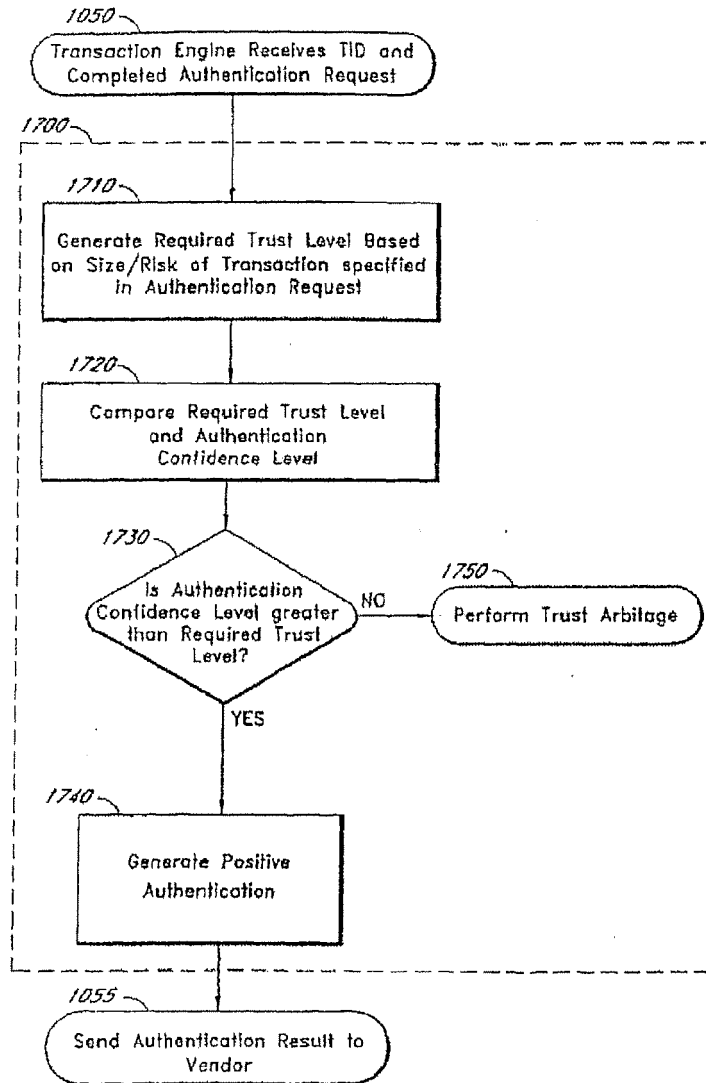 1050
Transaction Engine Receives TID and
Completed Authentication Request
1700
1710
Generate Required Trust Level Based
on Size/Risk of Transaction specified
in Authentication Request
1720
Compare Required Trust Level
and Authentication
Confidence Level
1730
Is Authentication
Confidence Level greater
than Required Trust
Level?
NO
1750
Perform Trust Arbitage
YES
1740
Generate Positive
Authentication
1055
Send Authentication Result to
Vendor